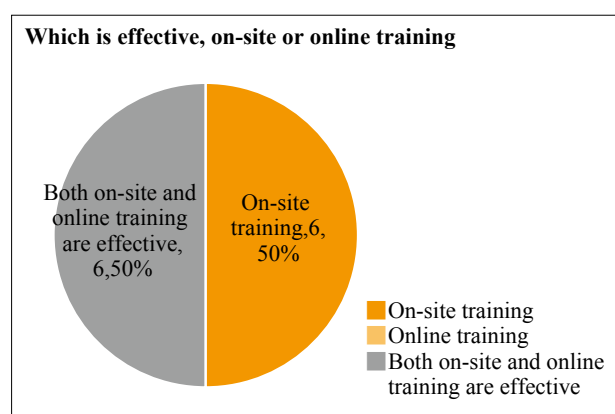 Which is effective, on-site or online training
Both on-site and
online training
are effective,
6,50%
On-site
training,6,
50%
On-site training
Online training
Both on-site and online
training are effective